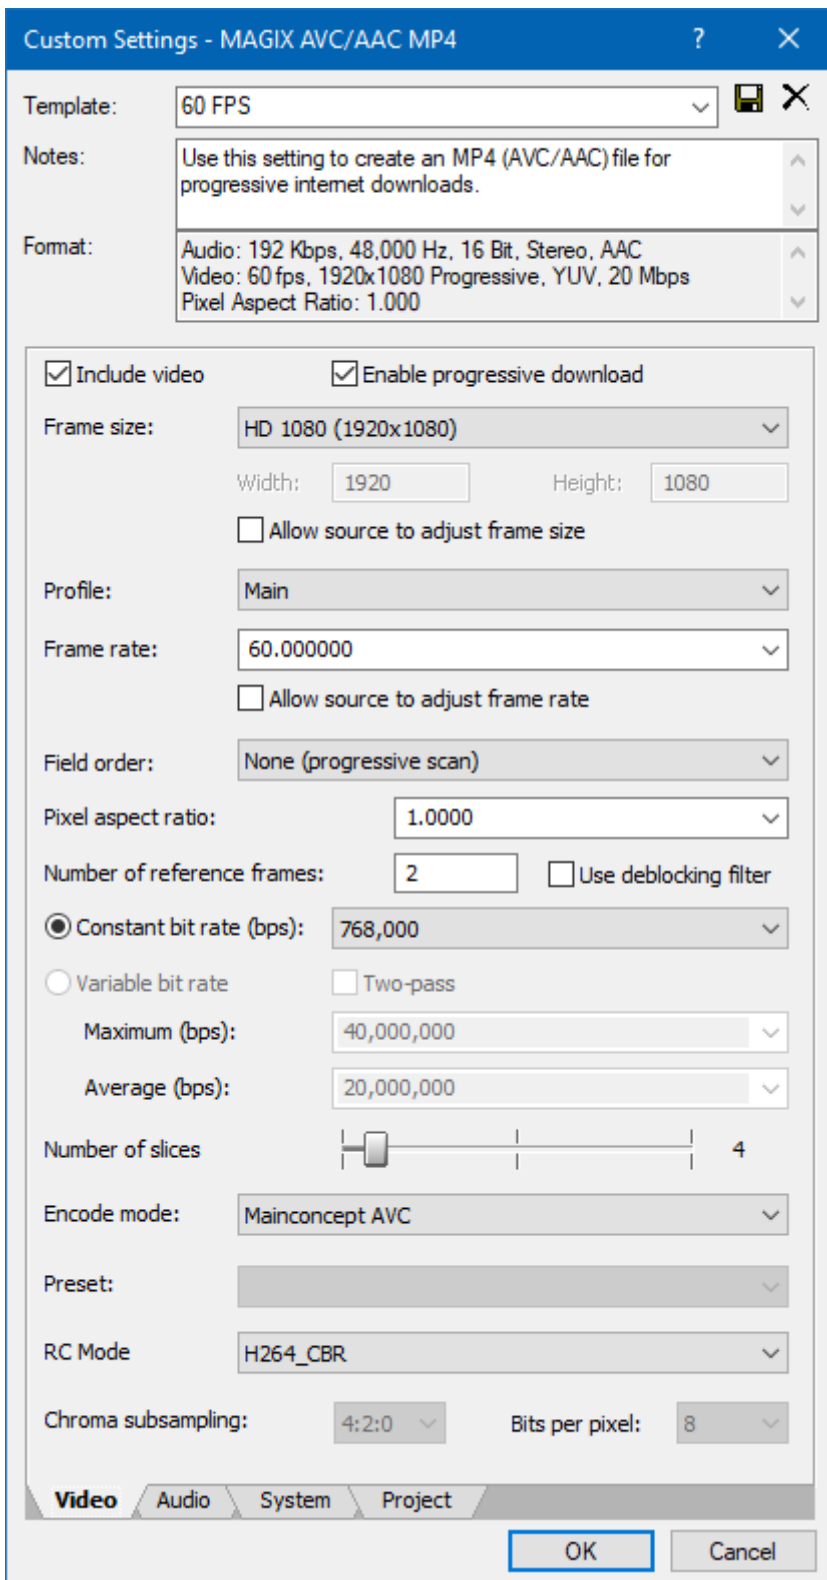 Custom Settings - MAGIX AVC/AAC MP4 ?
Template: 60 FPS
Notes: Use this setting to create an MP4 (AVC/AAC) file for
progressive internet downloads.
Format: Audio: 192 Kbps, 48,000 Hz, 16 Bit, Stereo, AAC
Video: 60 fps, 1920x1080 Progressive, YUV, 20 Mbps
Pixel Aspect Ratio: 1.000
Include video Enable progressive download
Frame size: HD 1080 (1920x1080)
Width: 1920 Height: 1080
Allow source to adjust frame size
Profile: Main
Frame rate: 60.000000
Allow source to adjust frame rate
Field order: None (progressive scan)
Pixel aspect ratio: 1.0000
Number of reference frames: 2 Use deblocking filter
Constant bit rate (bps): 768,000
Variable bit rate Two-pass
Maximum (bps): 40,000,000
Average (bps): 20,000,000
Number of slices 4
Encode mode: Mainconcept AVC
Preset:
RC Mode H264_CBR
Chroma subsampling: 4:2:0 Bits per pixel: 8
Video Audio System Project
OK Cancel